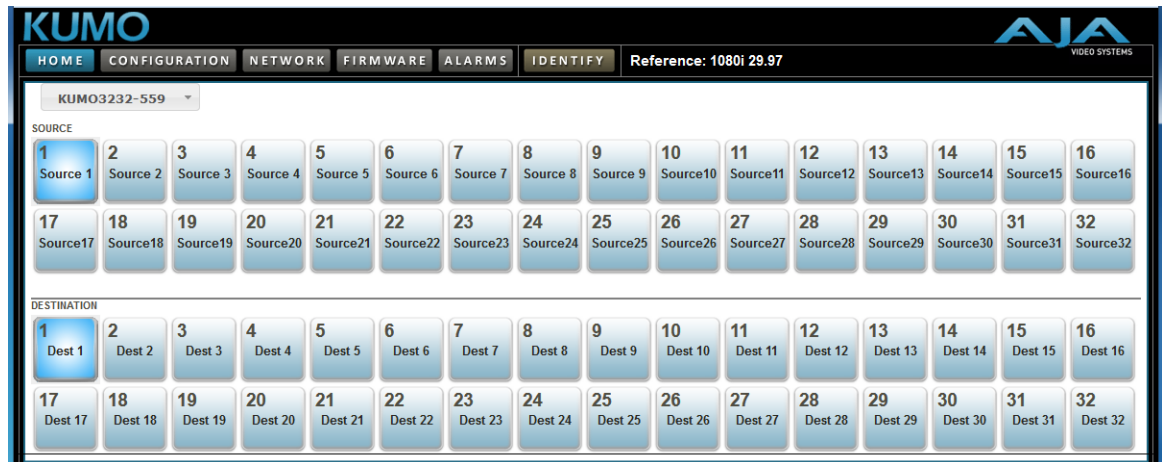 KUMO
AJA
VIDEO SYSTEMS
HOME CONFIGURATION NETWORK FIRMWARE ALARMS IDENTIFY Reference: 1080i 29.97
KUMO3232-559
SOURCE
1 2 3 4 5 6 7 8 9 10 11 12 13 14 15 16
Source 1 Source 2 Source 3 Source 4 Source 5 Source 6 Source 7 Source 8 Source 9 Source10 Source11 Source12 Source13 Source14 Source15 Source16
17 18 19 20 21 22 23 24 25 26 27 28 29 30 31 32
Source17 Source18 Source19 Source20 Source21 Source22 Source23 Source24 Source25 Source26 Source27 Source28 Source29 Source30 Source31 Source32
DESTINATION
1 2 3 4 5 6 7 8 9 10 11 12 13 14 15 16
Dest 1 Dest 2 Dest 3 Dest 4 Dest 5 Dest 6 Dest 7 Dest 8 Dest 9 Dest 10 Dest 11 Dest 12 Dest 13 Dest 14 Dest 15 Dest 16
17 18 19 20 21 22 23 24 25 26 27 28 29 30 31 32
Dest 17 Dest 18 Dest 19 Dest 20 Dest 21 Dest 22 Dest 23 Dest 24 Dest 25 Dest 26 Dest 27 Dest 28 Dest 29 Dest 30 Dest 31 Dest 32